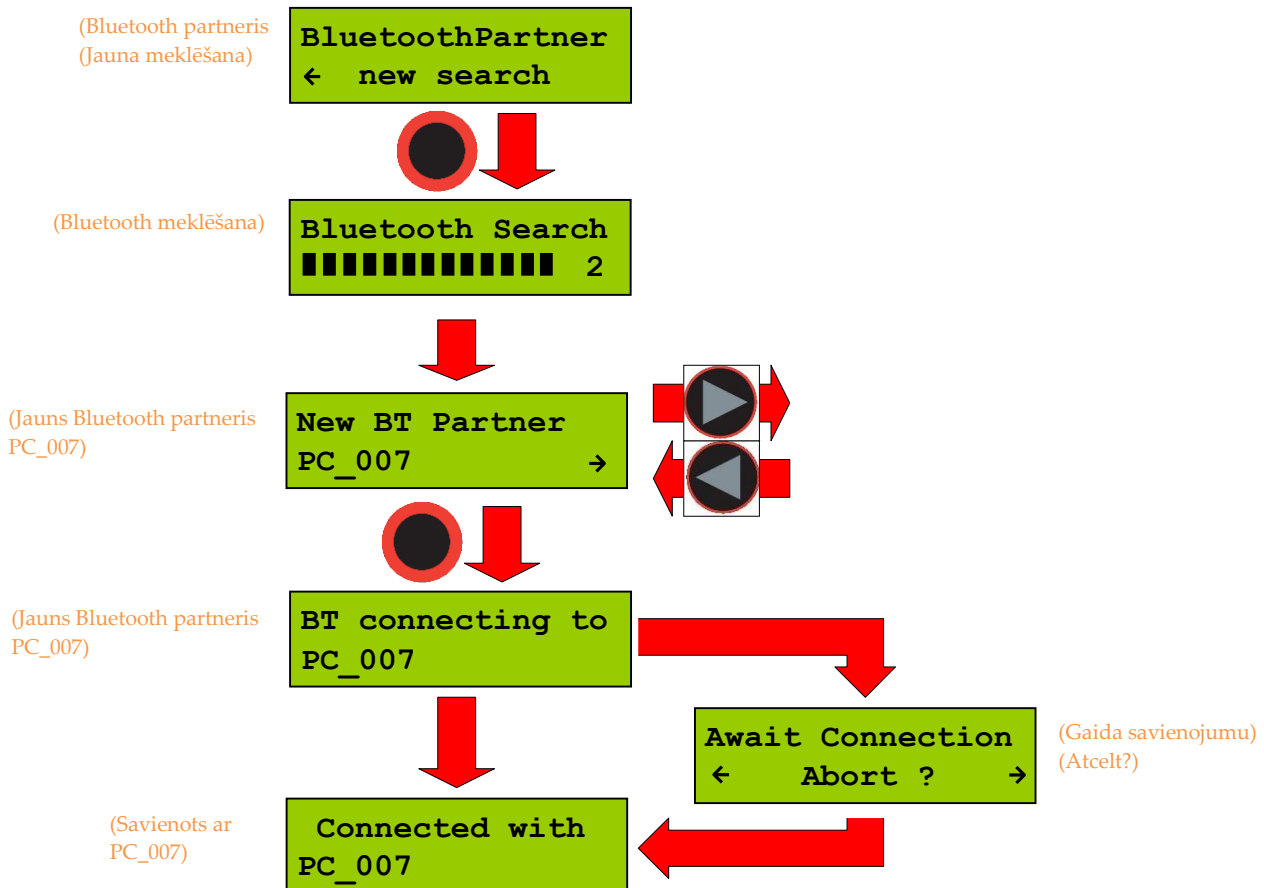 (Bluetooth partneris
(Jauna meklēšana)
BluetoothPartner
← new search
(Bluetooth meklēšana)
Bluetooth Search
2
(Jauns Bluetooth partneris
PC_007)
New BT Partner
PC_007 →
(Jauns Bluetooth partneris
PC_007)
BT connecting to
PC_007
Await Connection
← Abort ? →
(Gaida savienojumu)
(Atcelt?)
(Savienots ar
PC_007)
Connected with
PC_007